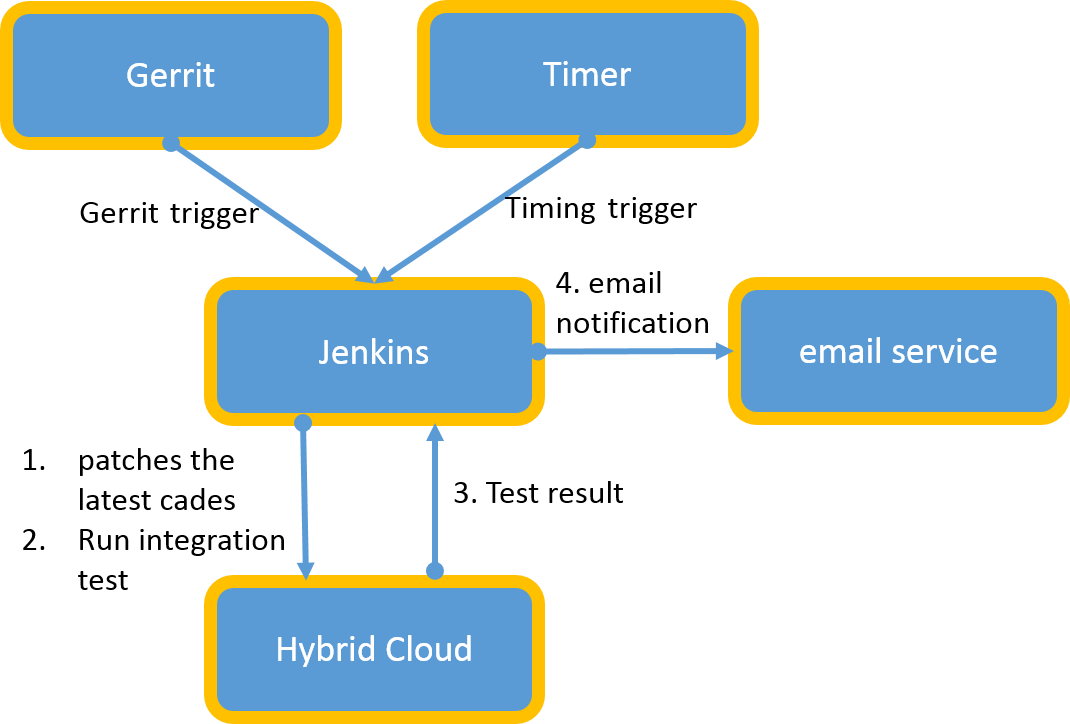 Gerrit
Timer
Gerrit trigger
Timing trigger
4. email
notification
Jenkins
email service
1. patches the
latest cades
2. Run integration
test
3. Test result
Hybrid Cloud